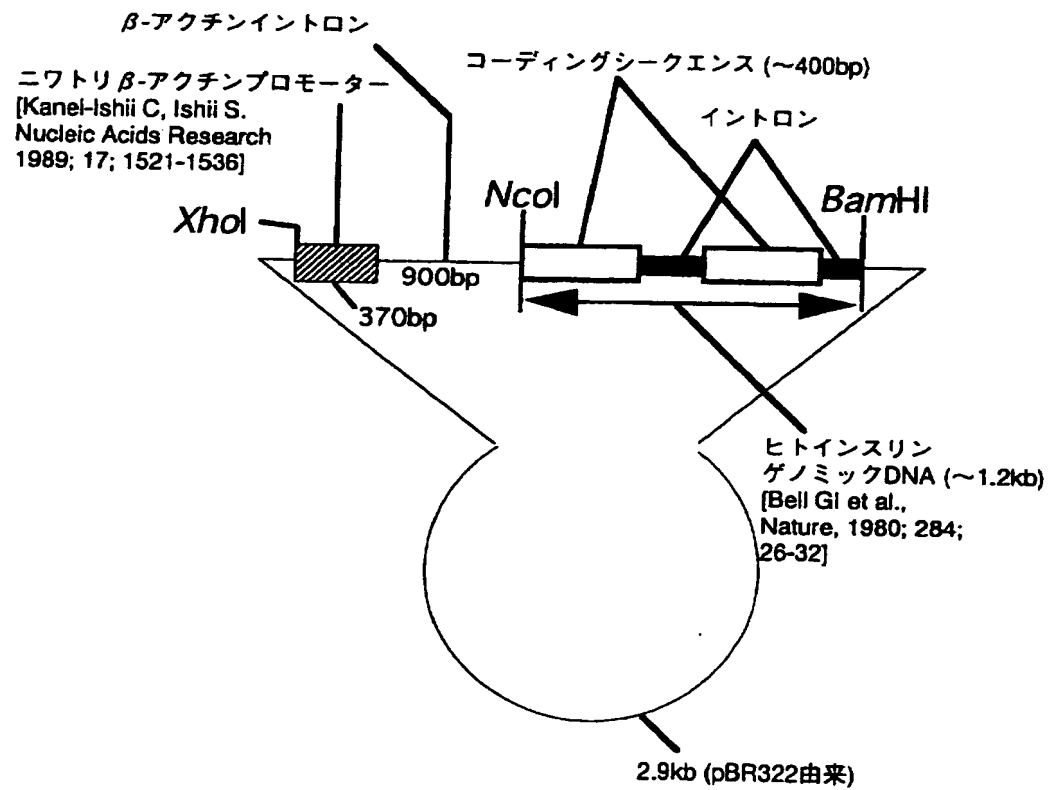 β-アクチンイントロン
ニワトリβ-アクチンプロモーター
[Kanei-Ishii C, Ishii S.
Nucleic Acids Research
1989; 17; 1521-1536]
コーディングシークエンス (~400bp)
イントロン
XhoI
NcoI
BamHI
900bp
370bp
ヒトインスリン
ゲノミックDNA (~1.2kb)
[Bell GI et al.,
Nature, 1980; 284;
26-32]
2.9kb (pBR322由来)